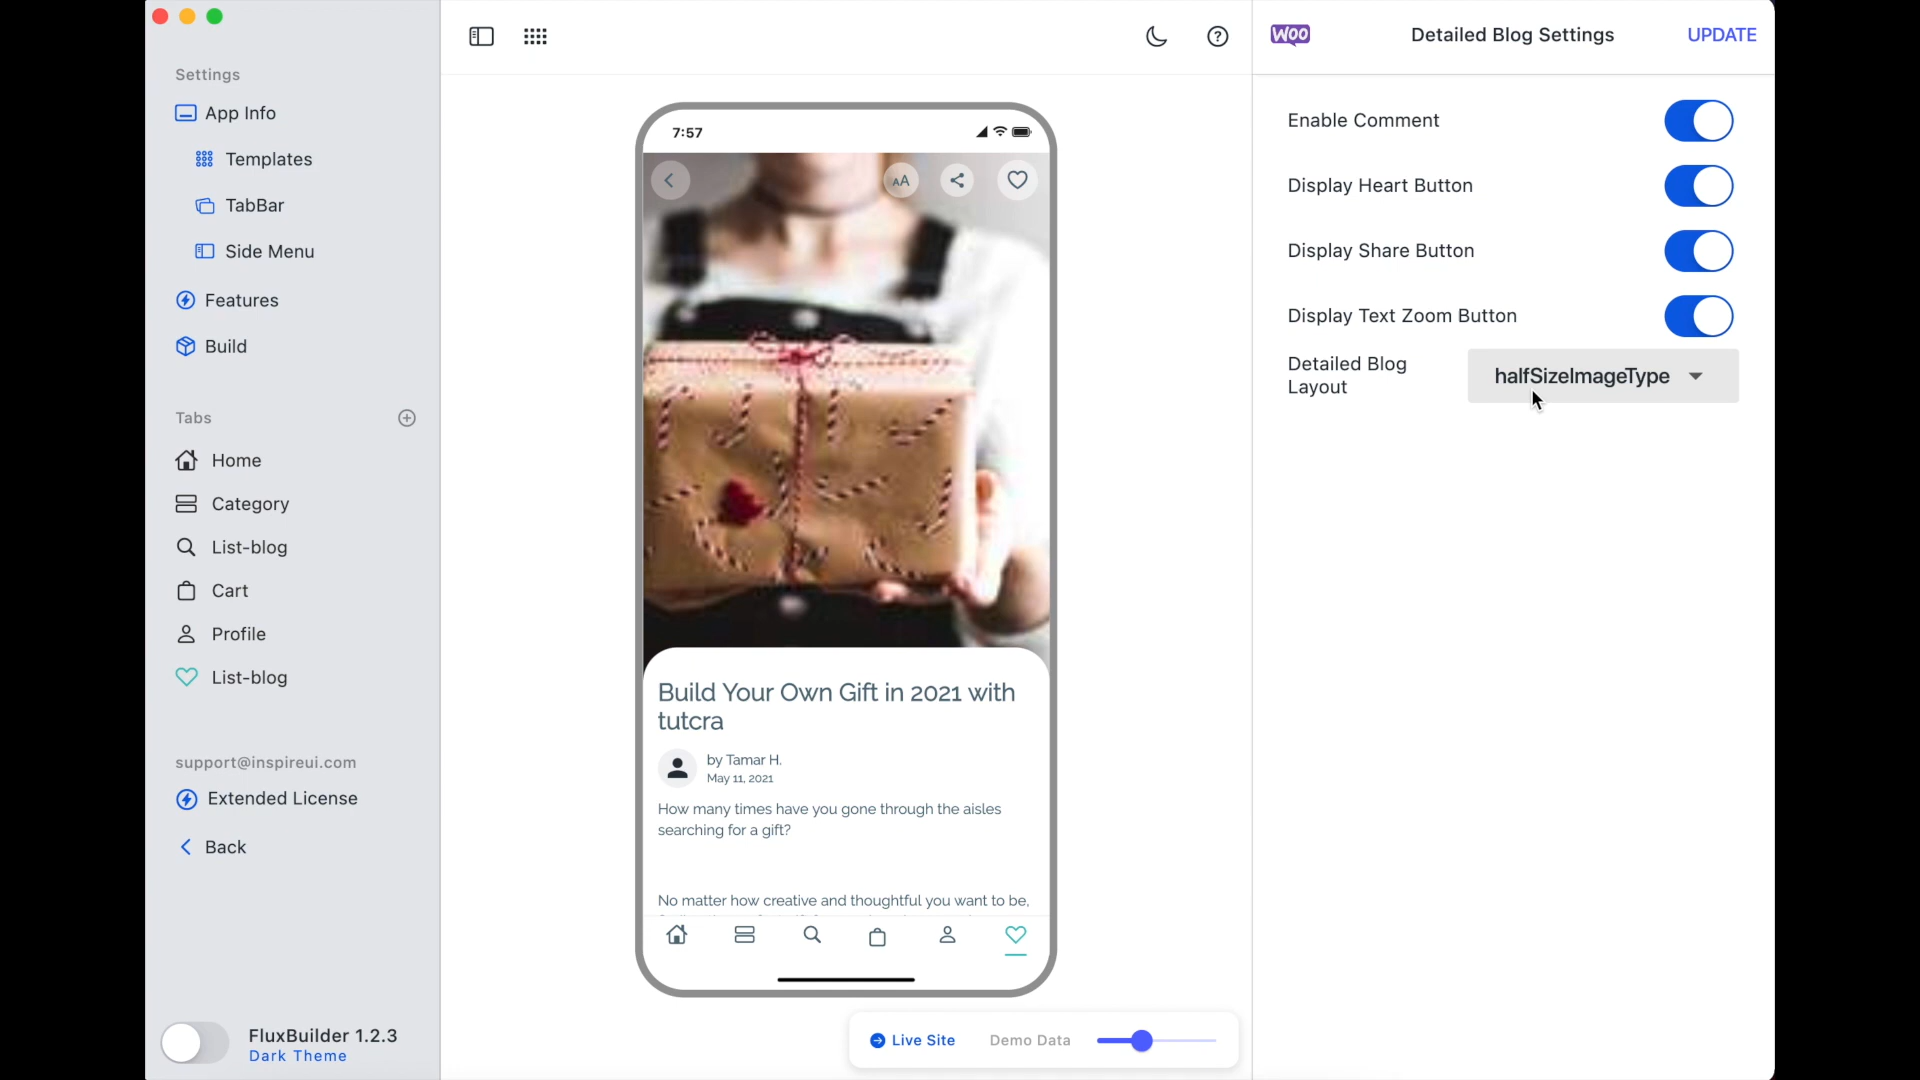 Settings
App Info
Templates
TabBar
Side Menu
Features
Build
Tabs
Home
Category
List-blog
Cart
Profile
List-blog
support@inspireui.com
Extended License
Back
FluxBuilder 1.2.3
Dark Theme
7:57
AA
Build Your Own Gift in 2021 with
tutcra
by Tamar H.
May 11, 2021
How many times have you gone through the aisles
searching for a gift?
No matter how creative and thoughtful you want to be,
Live Site
Demo Data
Woo
Detailed Blog Settings
UPDATE
Enable Comment
Display Heart Button
Display Share Button
Display Text Zoom Button
Detailed Blog
Layout
halfSizeImageType